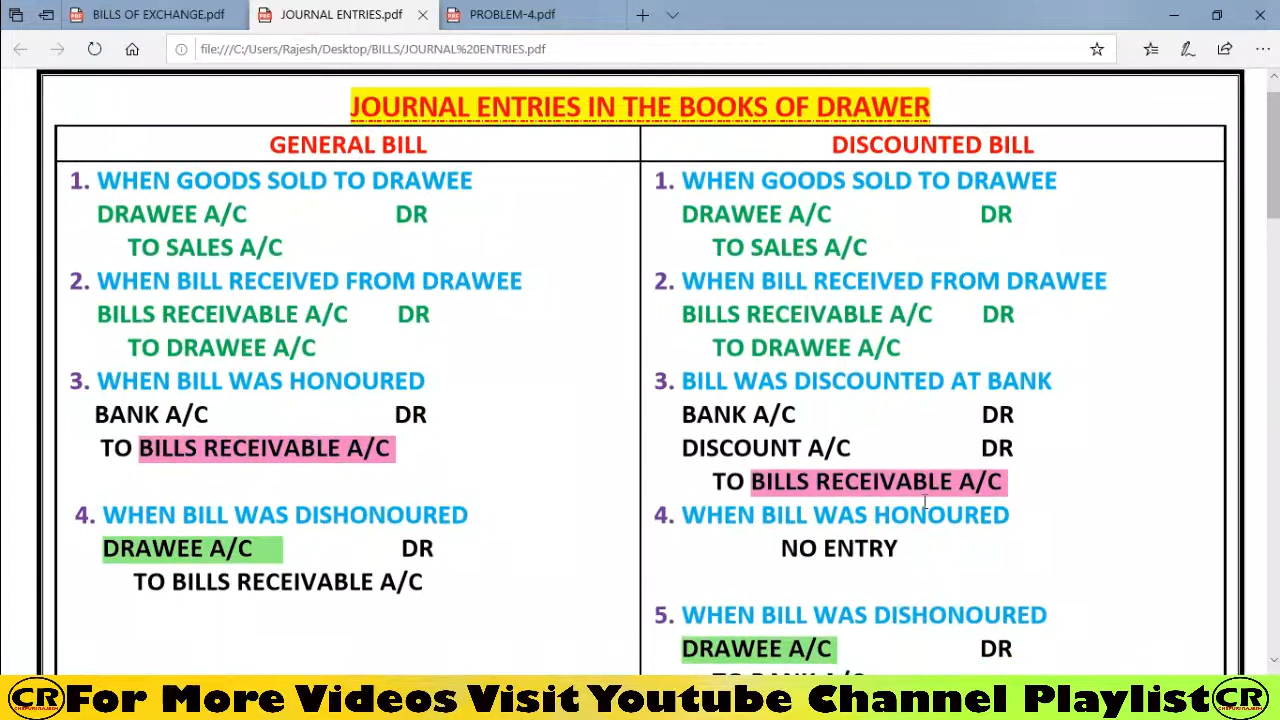 BILLS OF EXCHANGE.pdf
JOURNAL ENTRIES.pdf
PROBLEM-4.pdf
file:///C:/Users/Rajesh/Desktop/BILLS/JOURNAL%20ENTRIES.pdf
JOURNAL ENTRIES IN THE BOOKS OF DRAWER
GENERAL BILL
1. WHEN GOODS SOLD TO DRAWEE
DRAWEE A/C DR
TO SALES A/C
2. WHEN BILL RECEIVED FROM DRAWEE
BILLS RECEIVABLE A/C DR
TO DRAWEE A/C
3. WHEN BILL WAS HONOURED
BANK A/C DR
TO BILLS RECEIVABLE A/C
4. WHEN BILL WAS DISHONOURED
DRAWEE A/C DR
TO BILLS RECEIVABLE A/C
DISCOUNTED BILL
1. WHEN GOODS SOLD TO DRAWEE
DRAWEE A/C DR
TO SALES A/C
2. WHEN BILL RECEIVED FROM DRAWEE
BILLS RECEIVABLE A/C DR
TO DRAWEE A/C
3. BILL WAS DISCOUNTED AT BANK
BANK A/C DR
DISCOUNT A/C DR
TO BILLS RECEIVABLE A/C
4. WHEN BILL WAS HONOURED
NO ENTRY
5. WHEN BILL WAS DISHONOURED
DRAWEE A/C DR
TO BANK A/C
CR For More Videos Visit Youtube Channel Playlist CR